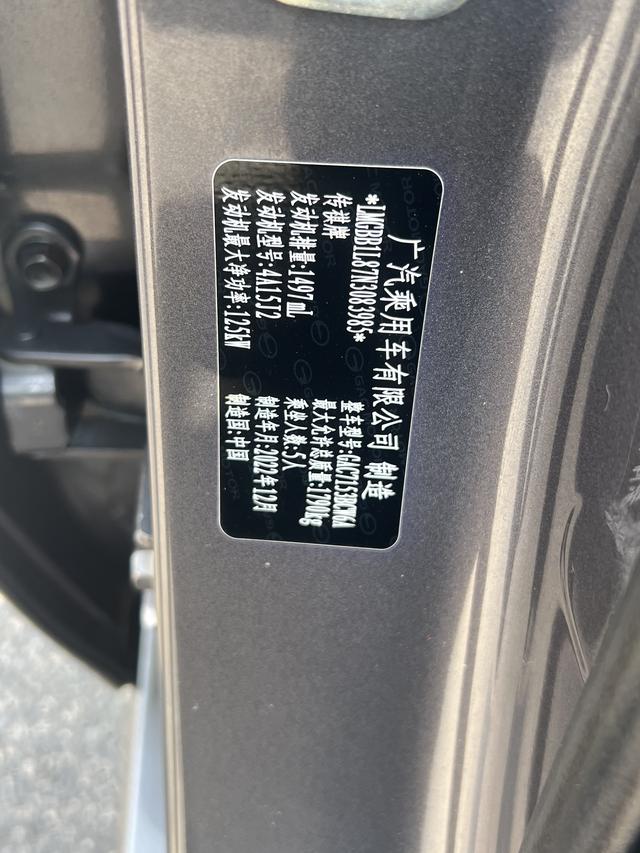 广汽乘用车有限公司 制造
*LMGBB1L87N3083985*
传祺牌
整车型号:GAC7153BCW6A
发动机排量:1497 ml
最大允许总质量:1790kg
乘坐人数:5人
发动机型号:4A15J2
制造年月:2022年12月
发动机最大净功率:125kW
制造国:中国